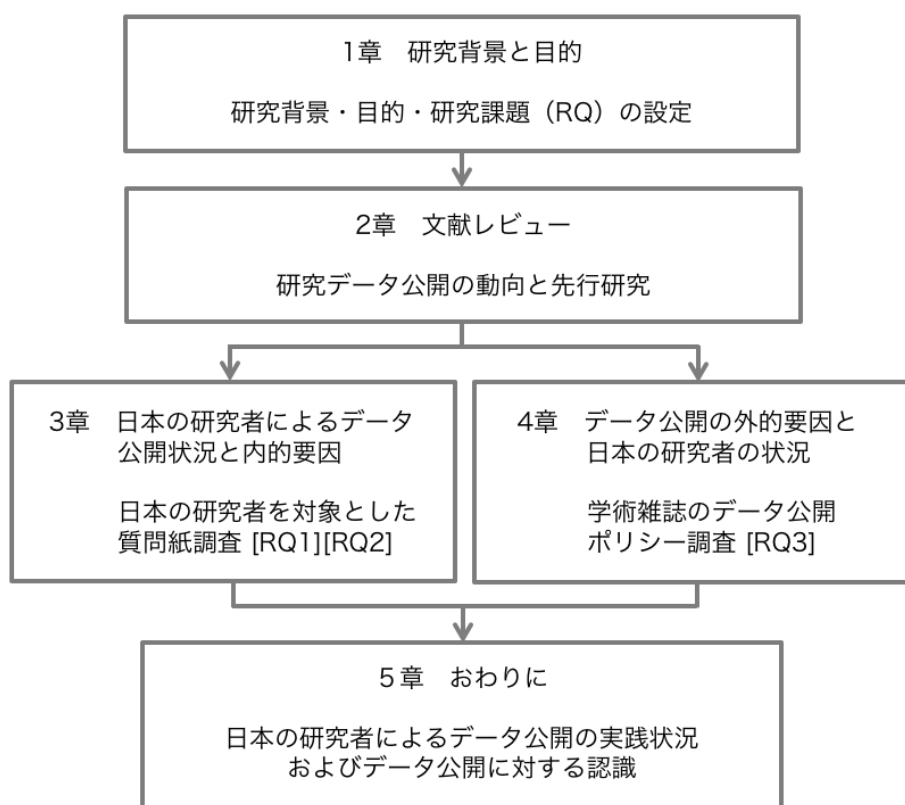 1章　研究背景と目的
研究背景・目的・研究課題（RQ）の設定
2章　文献レビュー
研究データ公開の動向と先行研究
3章　日本の研究者によるデータ
公開状況と内的要因
日本の研究者を対象とした
質問紙調査 [RQ1][RQ2]
4章　データ公開の外的要因と
日本の研究者の状況
学術雑誌のデータ公開
ポリシー調査 [RQ3]
５章　おわりに
日本の研究者によるデータ公開の実践状況
およびデータ公開に対する認識